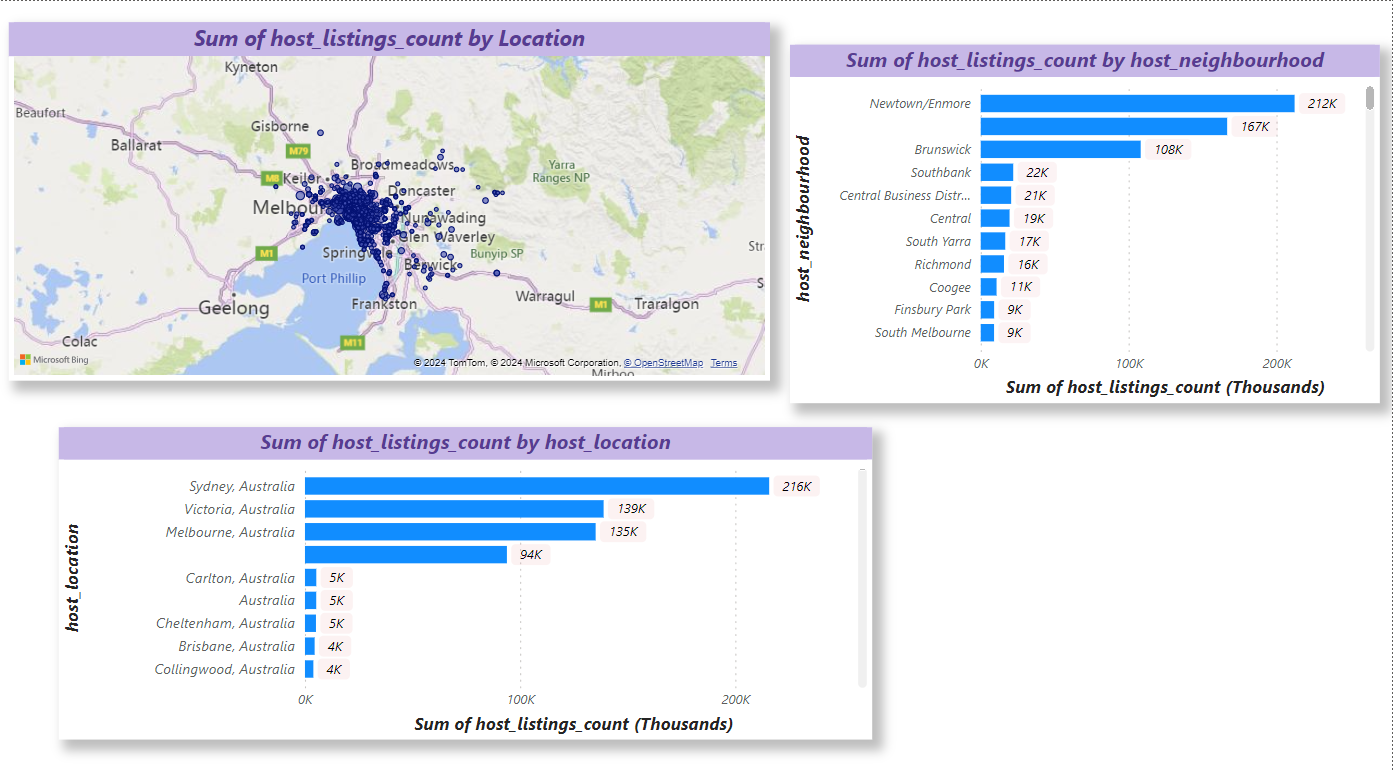 Sum of host_listings_count by Location
Kyneton
Beaufort
Gisborne
Ballarat
M79
Broadmeadows
Yarra
Ranges NP
M8
Keilor
Doncaster
Nunawading
Glen Waverley
M1
Port Phillip
Berwick
Bunyip SP
Geelong
Frankston
Warragul
M1
Traralgon
Colac
M11
Microsoft Bing
© 2024 TomTom, © 2024 Microsoft Corporation, © OpenStreetMap Terms
Sum of host_listings_count by host_neighbourhood
host_neighbourhood
Newtown/Enmore 212K
167K
Brunswick 108K
Southbank 22K
Central Business Distr... 21K
Central 19K
South Yarra 17K
Richmond 16K
Coogee 11K
Finsbury Park 9K
South Melbourne 9K
0K 100K 200K
Sum of host_listings_count (Thousands)
Sum of host_listings_count by host_location
host_location
Sydney, Australia 216K
Victoria, Australia 139K
Melbourne, Australia 135K
94K
Carlton, Australia 5K
Australia 5K
Cheltenham, Australia 5K
Brisbane, Australia 4K
Collingwood, Australia 4K
0K 100K 200K
Sum of host_listings_count (Thousands)